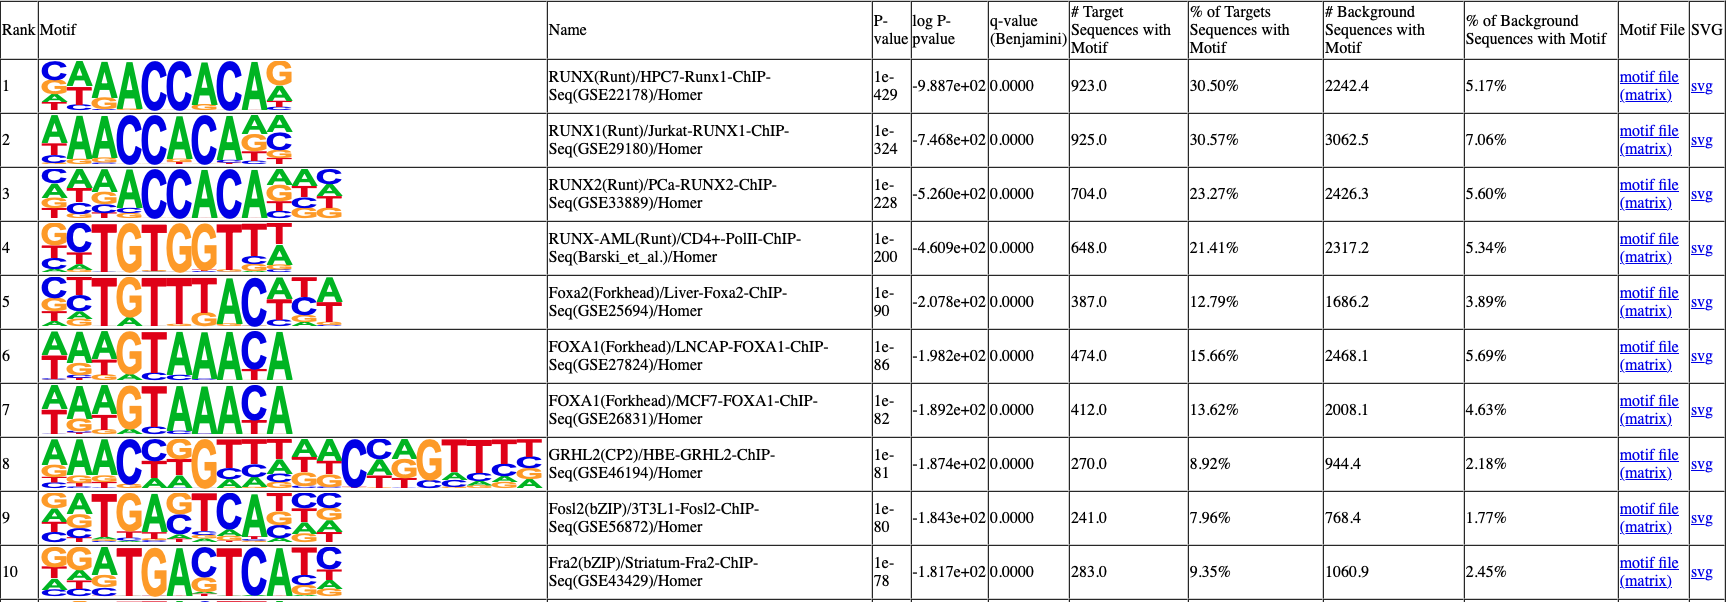 Rank Motif Name P-value log P-pvalue q-value (Benjamini) # Target Sequences with Motif % of Targets Sequences with Motif # Background Sequences with Motif % of Background Sequences with Motif Motif File SVG
1 RUNX(Runt)/HPC7-Runx1-ChIP-Seq(GSE22178)/Homer 1e-429 -9.887e+02 0.0000 923.0 30.50% 2242.4 5.17% motif file (matrix) svg
2 RUNX1(Runt)/Jurkat-RUNX1-ChIP-Seq(GSE29180)/Homer 1e-324 -7.468e+02 0.0000 925.0 30.57% 3062.5 7.06% motif file (matrix) svg
3 RUNX2(Runt)/PCa-RUNX2-ChIP-Seq(GSE33889)/Homer 1e-228 -5.260e+02 0.0000 704.0 23.27% 2426.3 5.60% motif file (matrix) svg
4 RUNX-AML(Runt)/CD4+-PolII-ChIP-Seq(Barski_et_al.)/Homer 1e-200 -4.609e+02 0.0000 648.0 21.41% 2317.2 5.34% motif file (matrix) svg
5 Foxa2(Forkhead)/Liver-Foxa2-ChIP-Seq(GSE25694)/Homer 1e-90 -2.078e+02 0.0000 387.0 12.79% 1686.2 3.89% motif file (matrix) svg
6 FOXA1(Forkhead)/LNCAP-FOXA1-ChIP-Seq(GSE27824)/Homer 1e-86 -1.982e+02 0.0000 474.0 15.66% 2468.1 5.69% motif file (matrix) svg
7 FOXA1(Forkhead)/MCF7-FOXA1-ChIP-Seq(GSE26831)/Homer 1e-82 -1.892e+02 0.0000 412.0 13.62% 2008.1 4.63% motif file (matrix) svg
8 GRHL2(CP2)/HBE-GRHL2-ChIP-Seq(GSE46194)/Homer 1e-81 -1.874e+02 0.0000 270.0 8.92% 944.4 2.18% motif file (matrix) svg
9 Fosl2(bZIP)/3T3L1-Fosl2-ChIP-Seq(GSE56872)/Homer 1e-80 -1.843e+02 0.0000 241.0 7.96% 768.4 1.77% motif file (matrix) svg
10 Fra2(bZIP)/Striatum-Fra2-ChIP-Seq(GSE43429)/Homer 1e-78 -1.817e+02 0.0000 283.0 9.35% 1060.9 2.45% motif file (matrix) svg